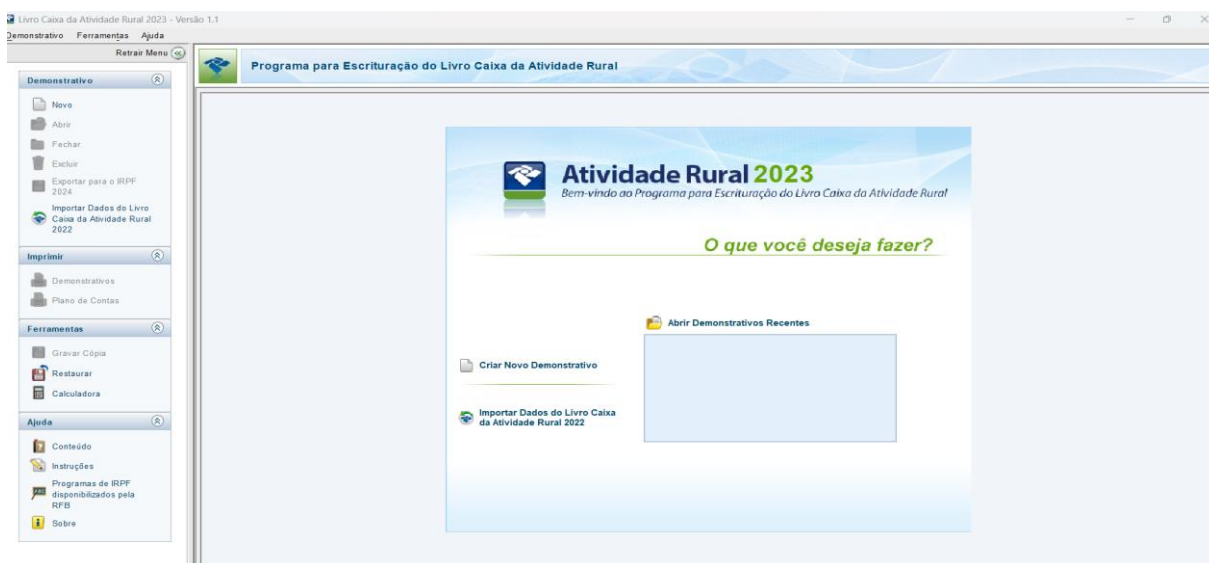 Livro Caixa da Atividade Rural 2023 - Versão 1.1
Demonstrativo Ferramentas Ajuda
Retrair Menu
Programa para Escrituração do Livro Caixa da Atividade Rural
Demonstrativo
Novo
Abrir
Fechar
Excluir
Exportar para o IRPF
2024
Importar Dados do Livro
Caixa da Atividade Rural
2022
Imprimir
Demonstrativos
Plano de Contas
Ferramentas
Gravar Cópia
Restaurar
Calculadora
Ajuda
Conteúdo
Instruções
Programas de IRPF
disponibilizados pela
RFB
Sobre
Atividade Rural 2023
Bem-vindo ao Programa para Escrituração do Livro Caixa da Atividade Rural
O que você deseja fazer?
Abrir Demonstrativos Recentes
Criar Novo Demonstrativo
Importar Dados do Livro Caixa
da Atividade Rural 2022